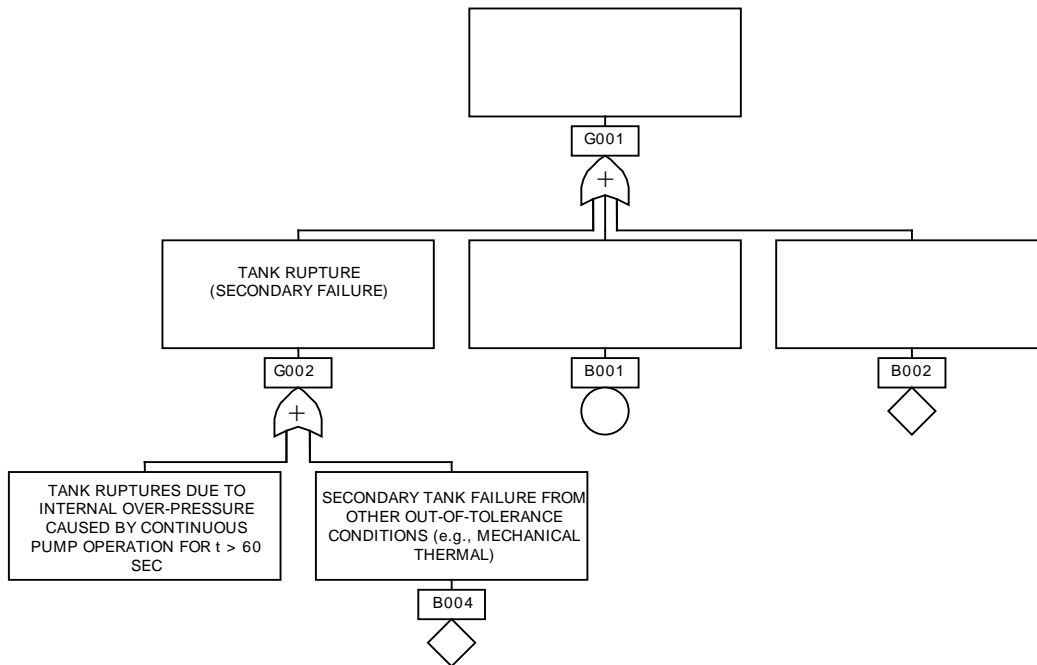 G001
+
TANK RUPTURE
(SECONDARY FAILURE)
G002
B001
B002
+
TANK RUPTURES DUE TO
INTERNAL OVER-PRESSURE
CAUSED BY CONTINUOUS
PUMP OPERATION FOR t > 60
SEC
SECONDARY TANK FAILURE FROM
OTHER OUT-OF-TOLERANCE
CONDITIONS (e.g., MECHANICAL
THERMAL)
B004